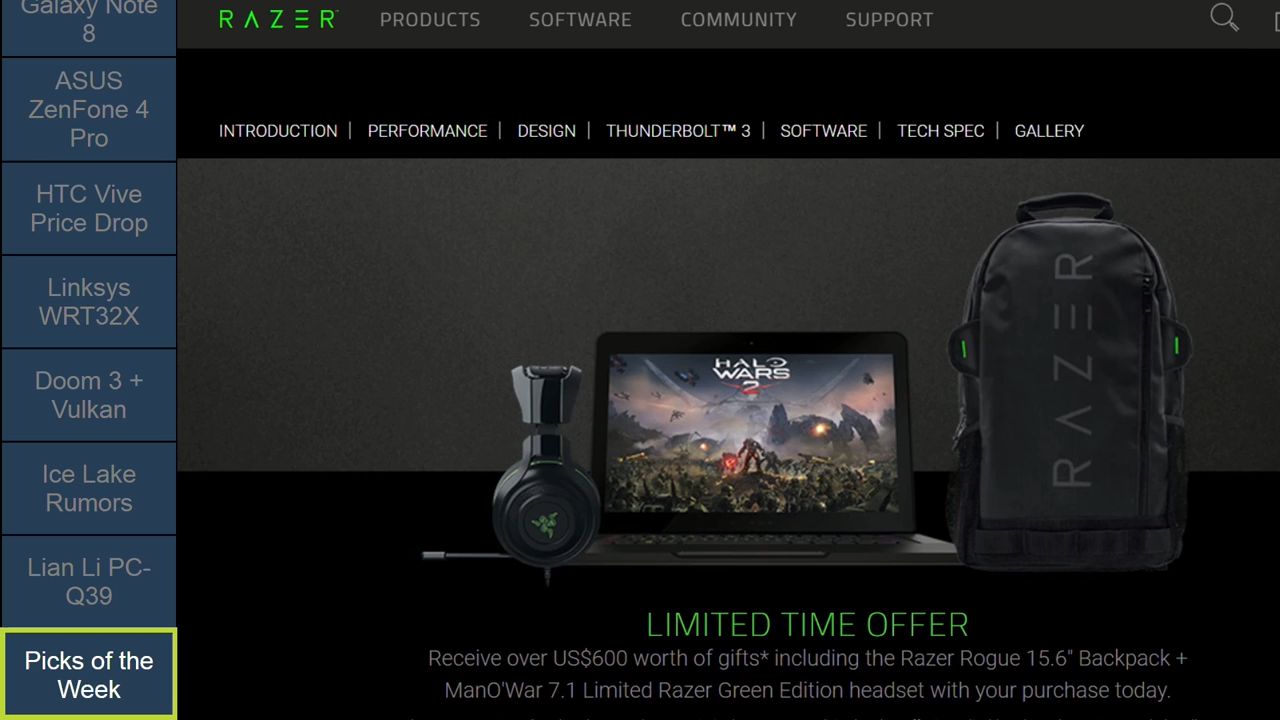 Galaxy Note
8
ASUS
ZenFone 4
Pro
HTC Vive
Price Drop
Linksys
WRT32X
Doom 3 +
Vulkan
Ice Lake
Rumors
Lian Li PC-
Q39
Picks of the
Week
RAZER PRODUCTS SOFTWARE COMMUNITY SUPPORT
INTRODUCTION | PERFORMANCE | DESIGN | THUNDERBOLT™ 3 | SOFTWARE | TECH SPEC | GALLERY
HALO
WARS
2
RAZER
LIMITED TIME OFFER
Receive over US$600 worth of gifts* including the Razer Rogue 15.6" Backpack +
ManO'War 7.1 Limited Razer Green Edition headset with your purchase today.